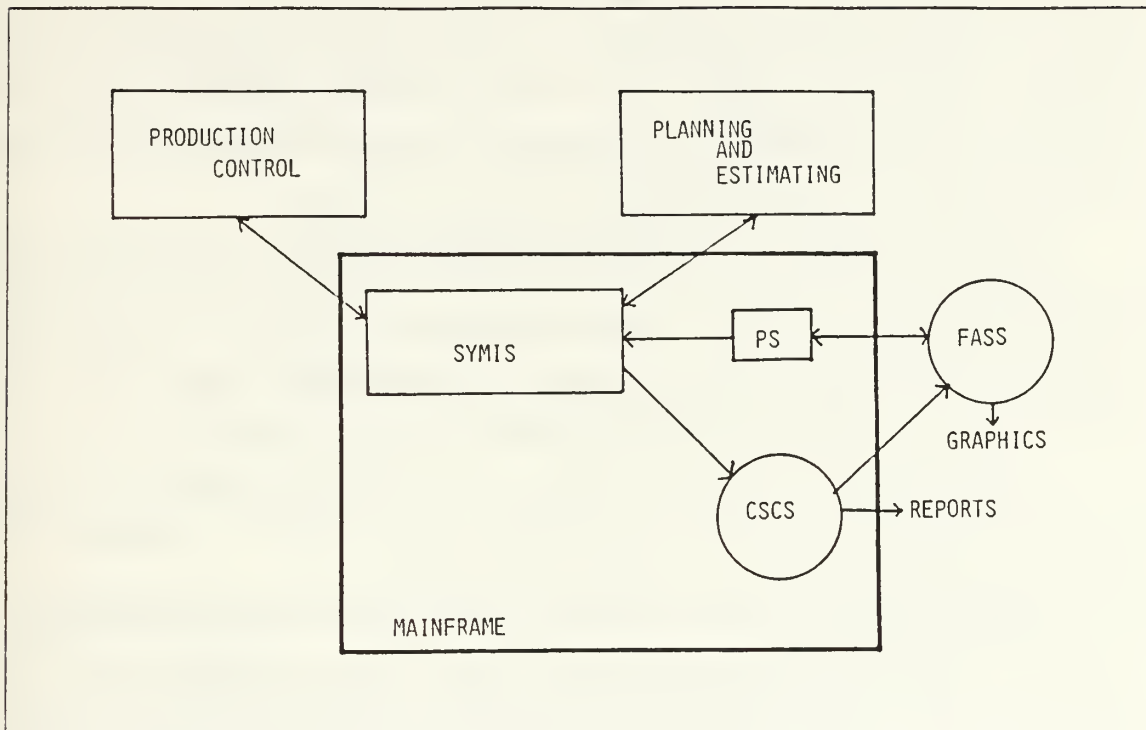 PRODUCTION
CONTROL
PLANNING
AND
ESTIMATING
SYMIS
PS
FASS
GRAPHICS
CSCS
REPORTS
MAINFRAME